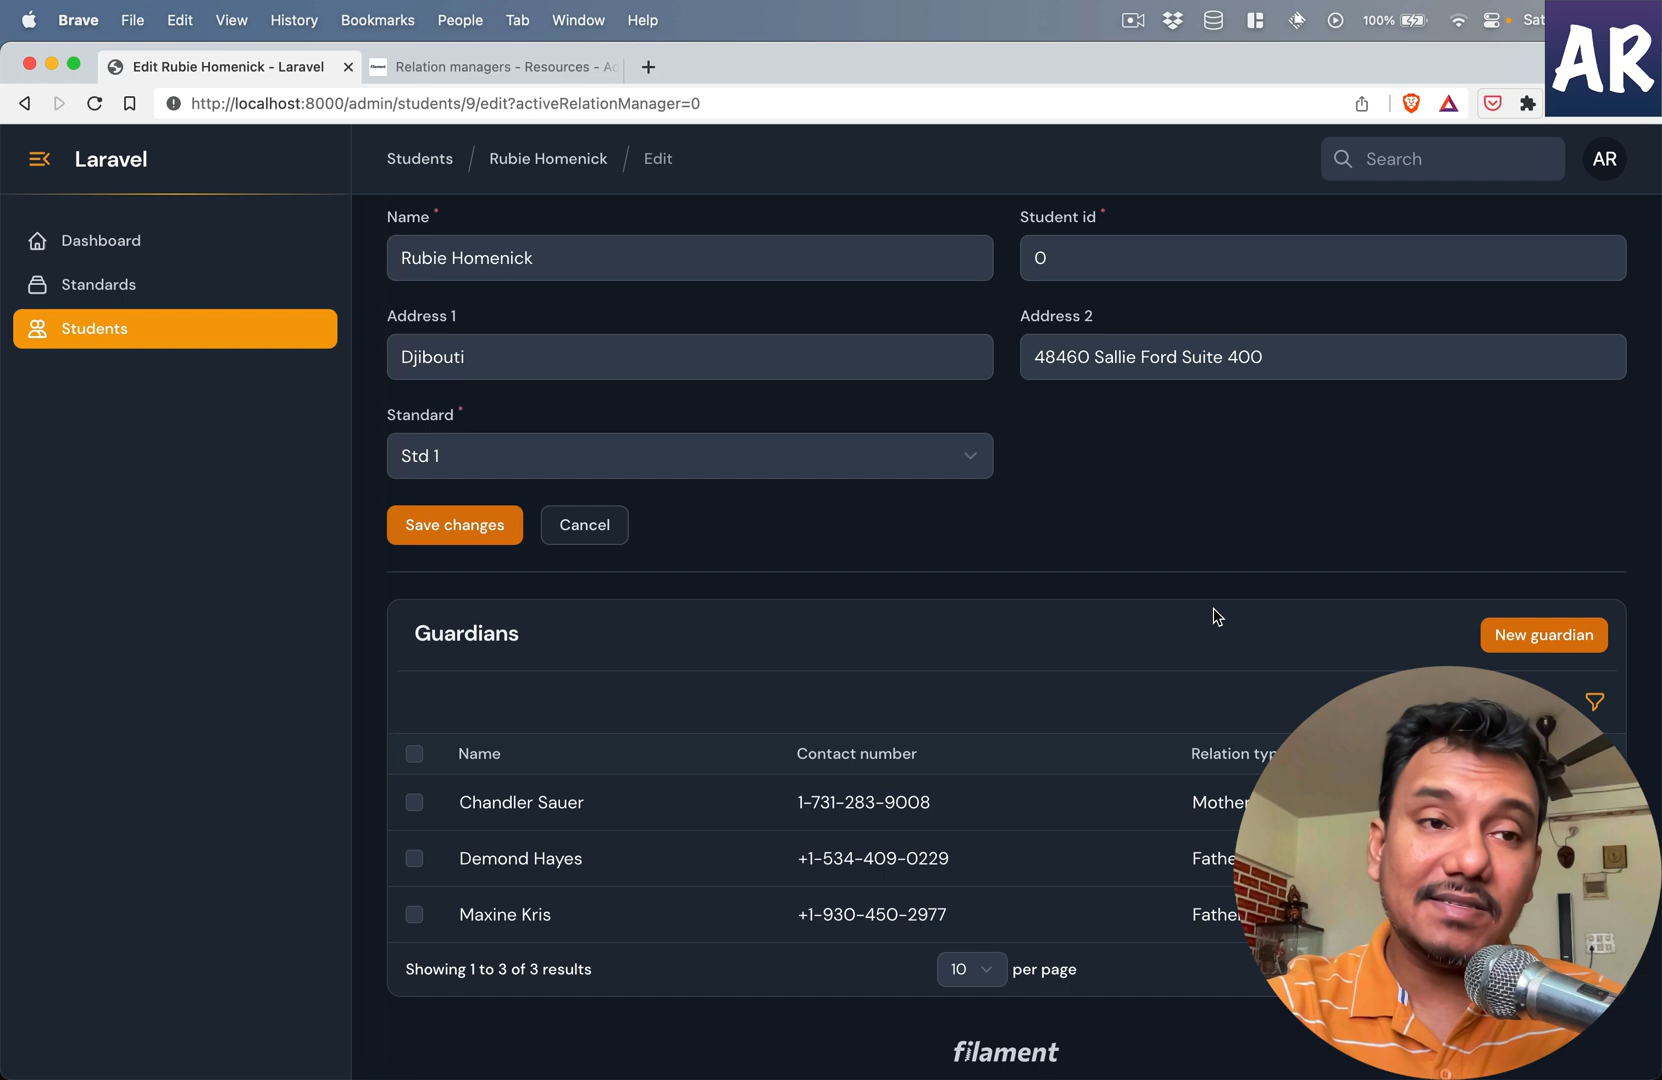 Brave File Edit View History Bookmarks People Tab Window Help 100% Sat
AR
Edit Rubie Homenick - Laravel
Relation managers - Resources - Ad
http://localhost:8000/admin/students/9/edit?activeRelationManager=0
Laravel
Students / Rubie Homenick / Edit
Search
AR
Dashboard
Standards
Students
Name *
Student id *
Rubie Homenick
0
Address 1
Address 2
Djibouti
48460 Sallie Ford Suite 400
Standard *
Std 1
Save changes
Cancel
Guardians
New guardian
Name Contact number Relation typ
Chandler Sauer 1-731-283-9008 Mother
Demond Hayes +1-534-409-0229 Fathe
Maxine Kris +1-930-450-2977 Father
Showing 1 to 3 of 3 results
10 per page
filament